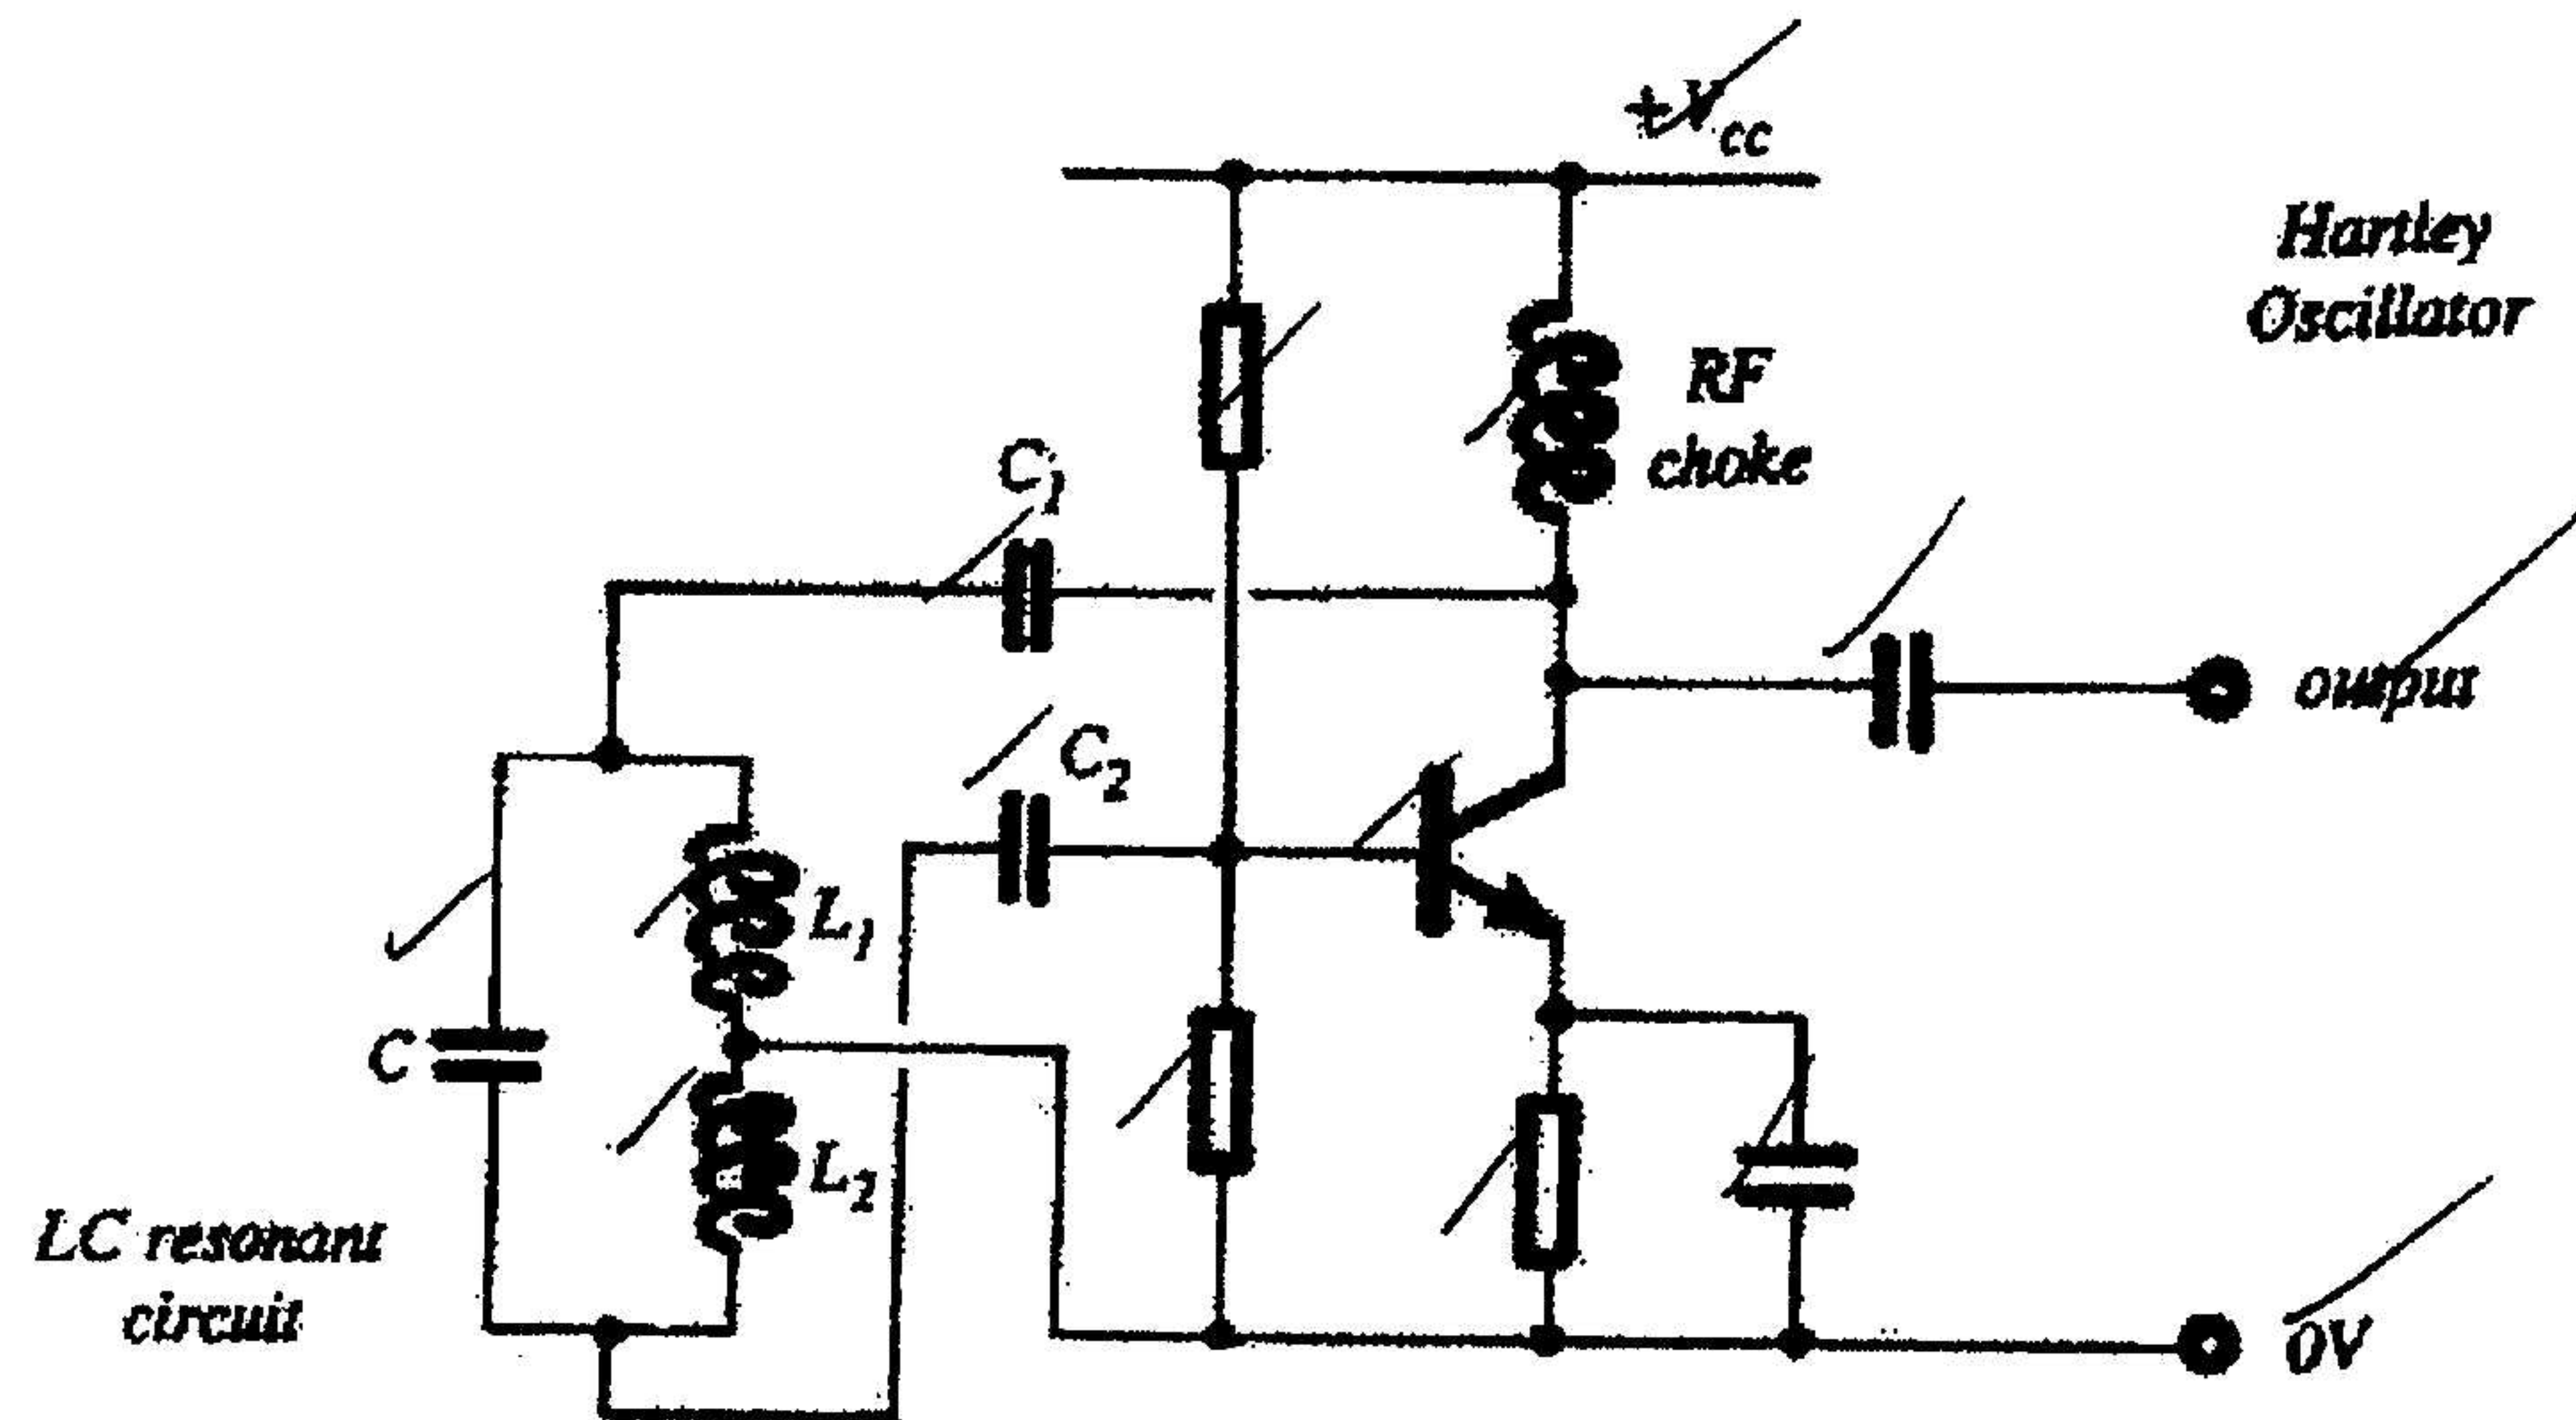 +Vcc
Hartley
Oscillator
RF
choke
C1
output
C2
L1
C
L2
LC resonant
circuit
0V